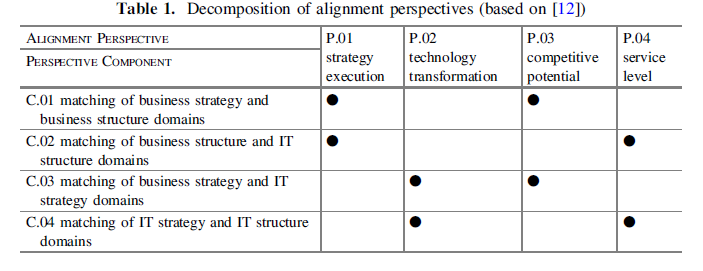 Table 1. Decomposition of alignment perspectives (based on [12])
ALIGNMENT PERSPECTIVE
PERSPECTIVE COMPONENT
P.01
strategy
execution
P.02
technology
transformation
P.03
competitive
potential
P.04
service
level
C.01 matching of business strategy and
business structure domains
● ●
C.02 matching of business structure and IT
structure domains
● ●
C.03 matching of business strategy and IT
strategy domains
● ●
C.04 matching of IT strategy and IT structure
domains
● ●